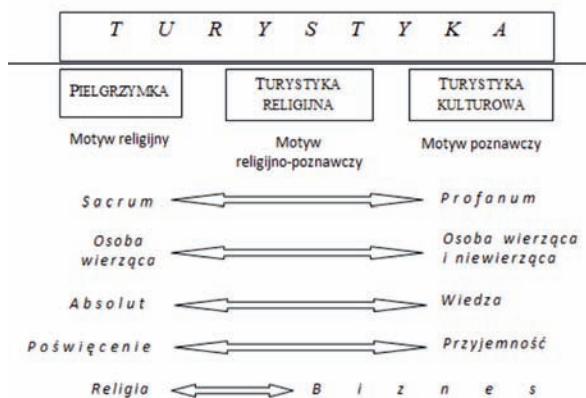 T U R Y S T Y K A
PIELGRZYMKA
TURYSTYKA
RELIGIJNA
TURYSTYKA
KULTUROWA
Motyw religijny
Motyw
religijno-poznawczy
Motyw poznawczy
Sacrum
Profanum
Osoba
wierząca
Osoba wierząca
i niewierząca
Absolut
Wiedza
Poświęcenie
Przyjemność
Religia
B i z n e s